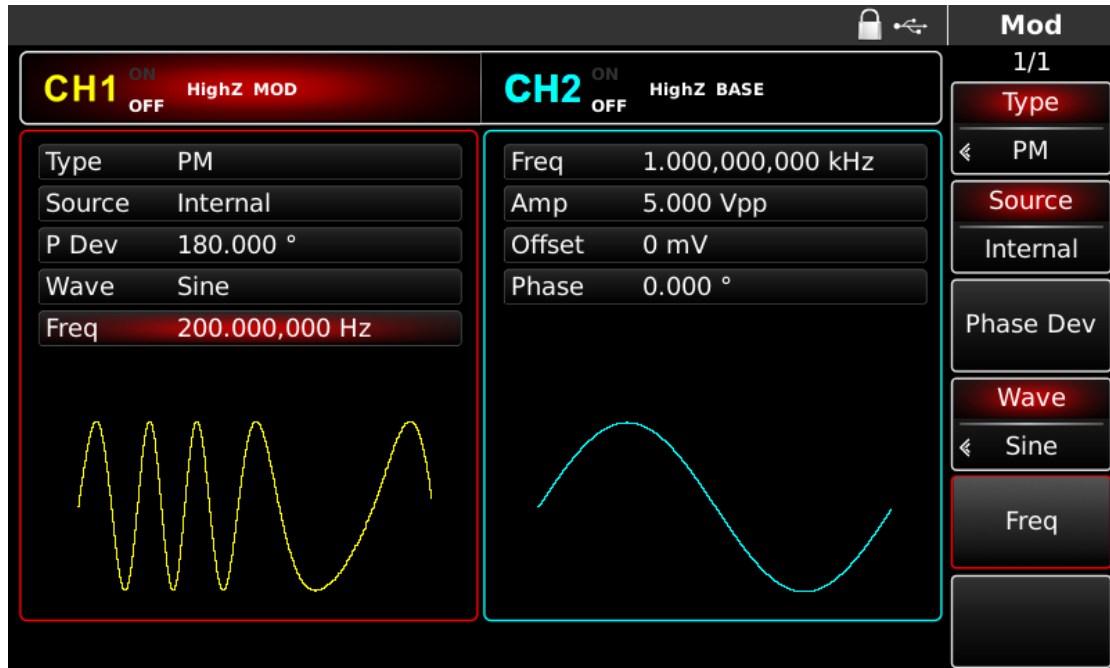 Mod
1/1
CH1 ON OFF HighZ MOD
CH2 ON OFF HighZ BASE
Type PM
Source Internal
P Dev 180.000 °
Wave Sine
Freq 200.000,000 Hz
Freq 1.000,000,000 kHz
Amp 5.000 Vpp
Offset 0 mV
Phase 0.000 °
Type
PM
Source
Internal
Phase Dev
Wave
Sine
Freq